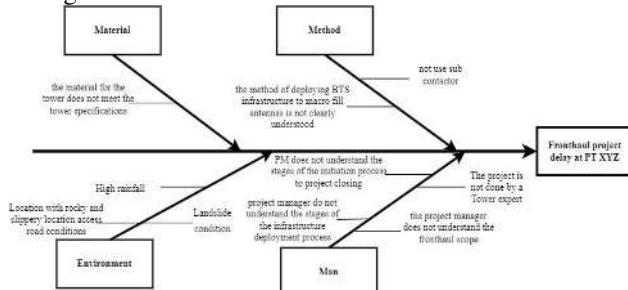 Material
Method
the material for the
tower does not meet the
tower specifications
not use sub
contactor
the method of deploying BTS
infrastructure to macro fill
antennas is not clearly
understood
Fronthoul project
delay at PT XYZ
PM does not understand the
stages of the initiation process
to project closing
The project is
not done by a
Tower expert
High rainfall
Location with rocky and
slippery location access
road conditions
Landslide
condition
project manager do not
understand the stages of
the infrastructure
deployment process
the project manager
does not understand the
fronthaul scope
Environment
Man